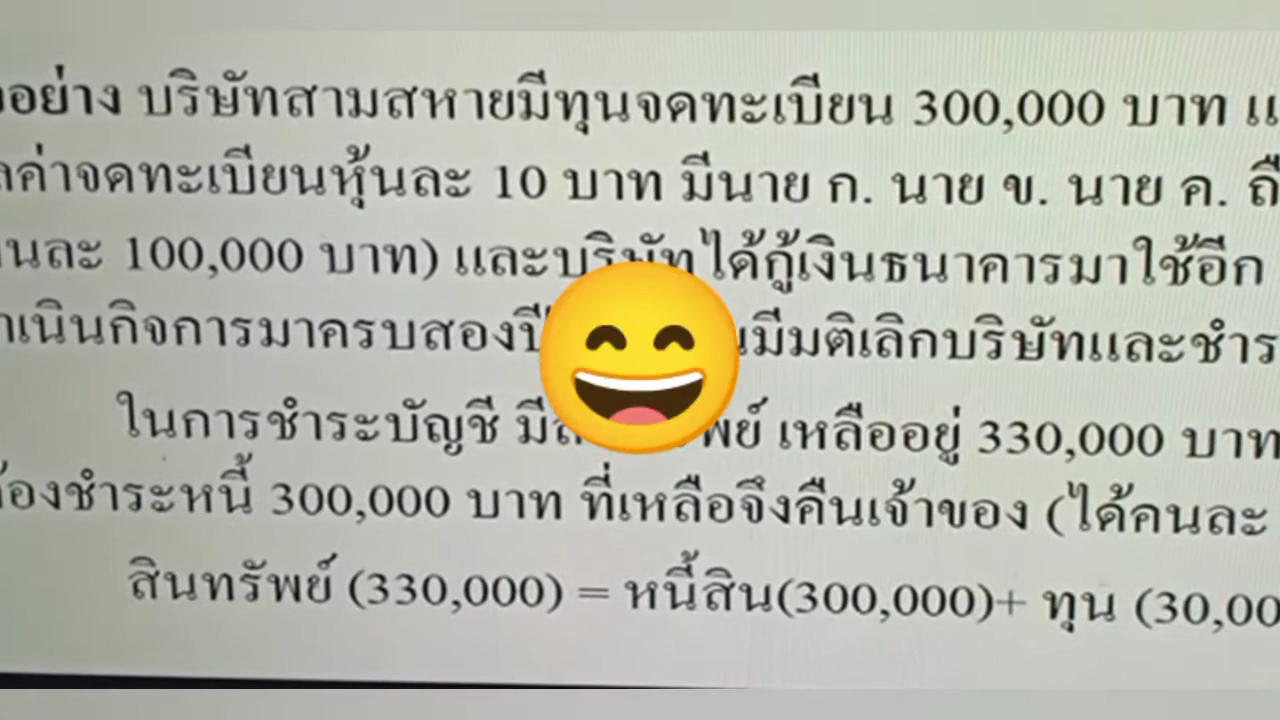 อย่าง บริษัทสามสหายมีทุนจดทะเบียน 300,000 บาท
ค่าจดทะเบียนหุ้นละ 10 บาท มีนาย ก. นาย ข. นาย ค.
นละ 100,000 บาท) และบริษัทได้กู้เงินธนาคารมาใช้อีก
เนินกิจการมาครบสองปี มีมติเลิกบริษัทและชำร
ในการชำระบัญชี เหลืออยู่ 330,000 บาท
องชำระหนี้ 300,000 บาท ที่เหลือจึงคืนเจ้าของ (ได้คนละ
สินทรัพย์ (330,000) = หนี้สิน(300,000)+ ทุน (30,00